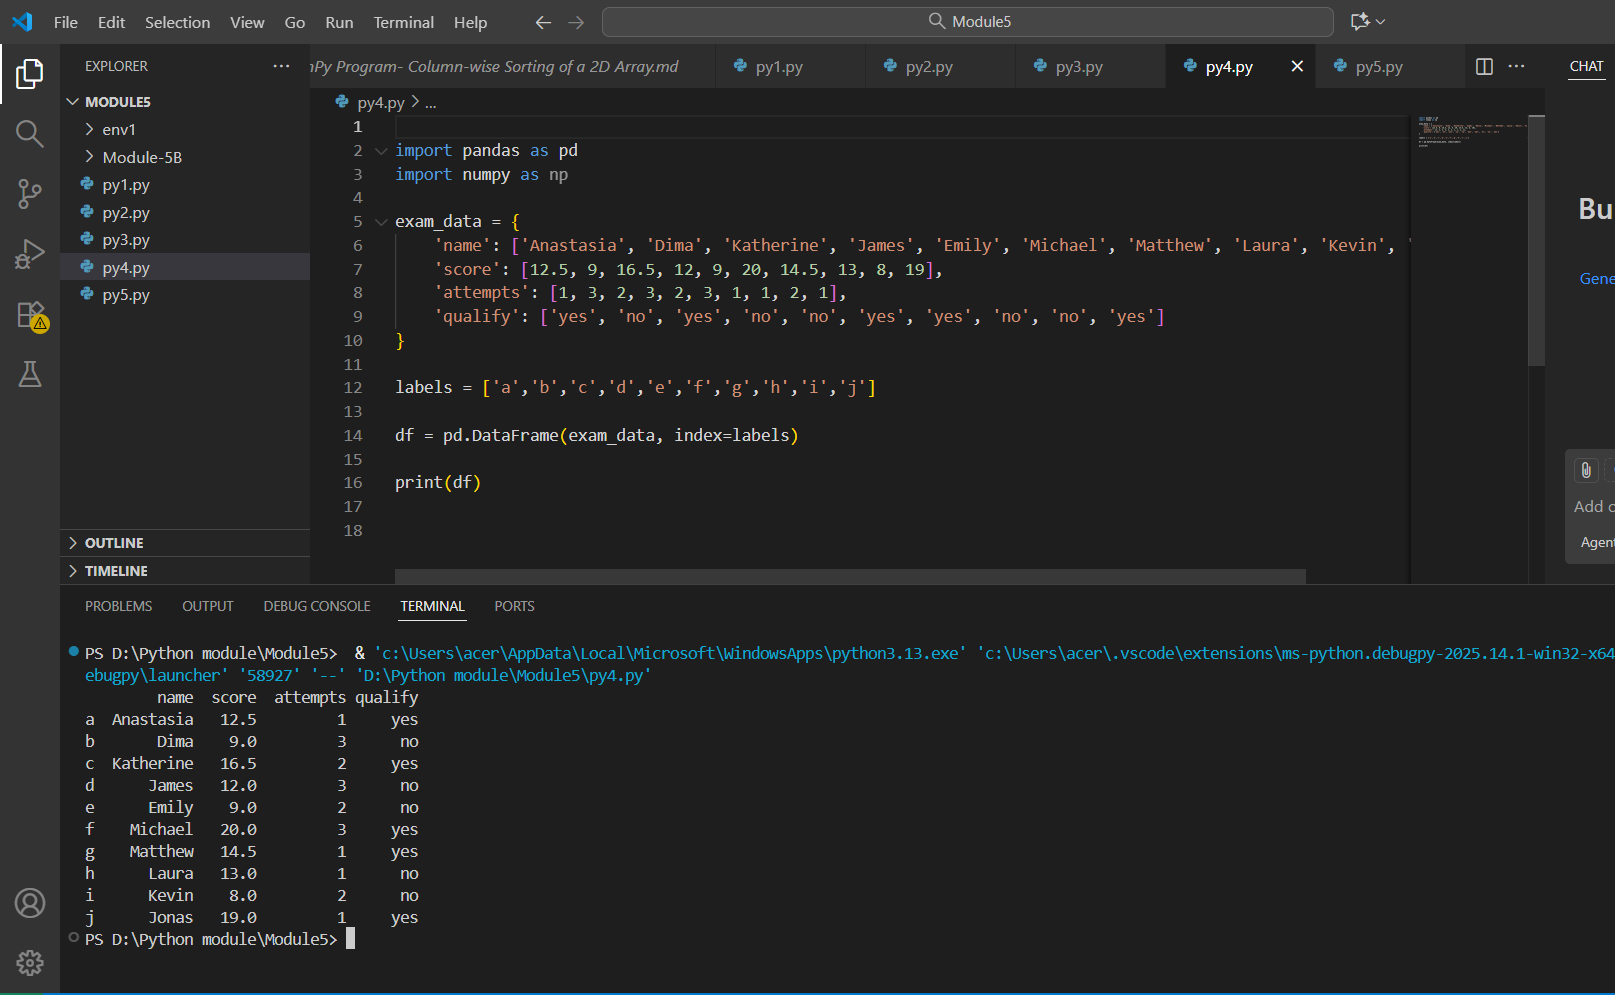 File Edit Selection View Go Run Terminal Help
Module5
EXPLORER
Py Program- Column-wise Sorting of a 2D Array.md
py1.py
py2.py
py3.py
py4.py
py5.py
CHAT
MODULE5
env1
Module-5B
py1.py
py2.py
py3.py
py4.py
py5.py
OUTLINE
TIMELINE
py4.py > ...
1
2 import pandas as pd
3 import numpy as np
4
5 exam_data = {
6 'name': ['Anastasia', 'Dima', 'Katherine', 'James', 'Emily', 'Michael', 'Matthew', 'Laura', 'Kevin', '
7 'score': [12.5, 9, 16.5, 12, 9, 20, 14.5, 13, 8, 19],
8 'attempts': [1, 3, 2, 3, 2, 3, 1, 1, 2, 1],
9 'qualify': ['yes', 'no', 'yes', 'no', 'no', 'yes', 'yes', 'no', 'no', 'yes']
10 }
11
12 labels = ['a','b','c','d','e','f','g','h','i','j']
13
14 df = pd.DataFrame(exam_data, index=labels)
15
16 print(df)
17
18
Bu
Gene
Add c
Agent
PROBLEMS OUTPUT DEBUG CONSOLE TERMINAL PORTS
PS D:\Python module\Module5> & 'c:\Users\acer\AppData\Local\Microsoft\WindowsApps\python3.13.exe' 'c:\Users\acer\.vscode\extensions\ms-python.debugpy-2025.14.1-win32-x64
ebugpy\launcher' '58927' '--' 'D:\Python module\Module5\py4.py'
name score attempts qualify
a Anastasia 12.5 1 yes
b Dima 9.0 3 no
c Katherine 16.5 2 yes
d James 12.0 3 no
e Emily 9.0 2 no
f Michael 20.0 3 yes
g Matthew 14.5 1 yes
h Laura 13.0 1 no
i Kevin 8.0 2 no
j Jonas 19.0 1 yes
PS D:\Python module\Module5>